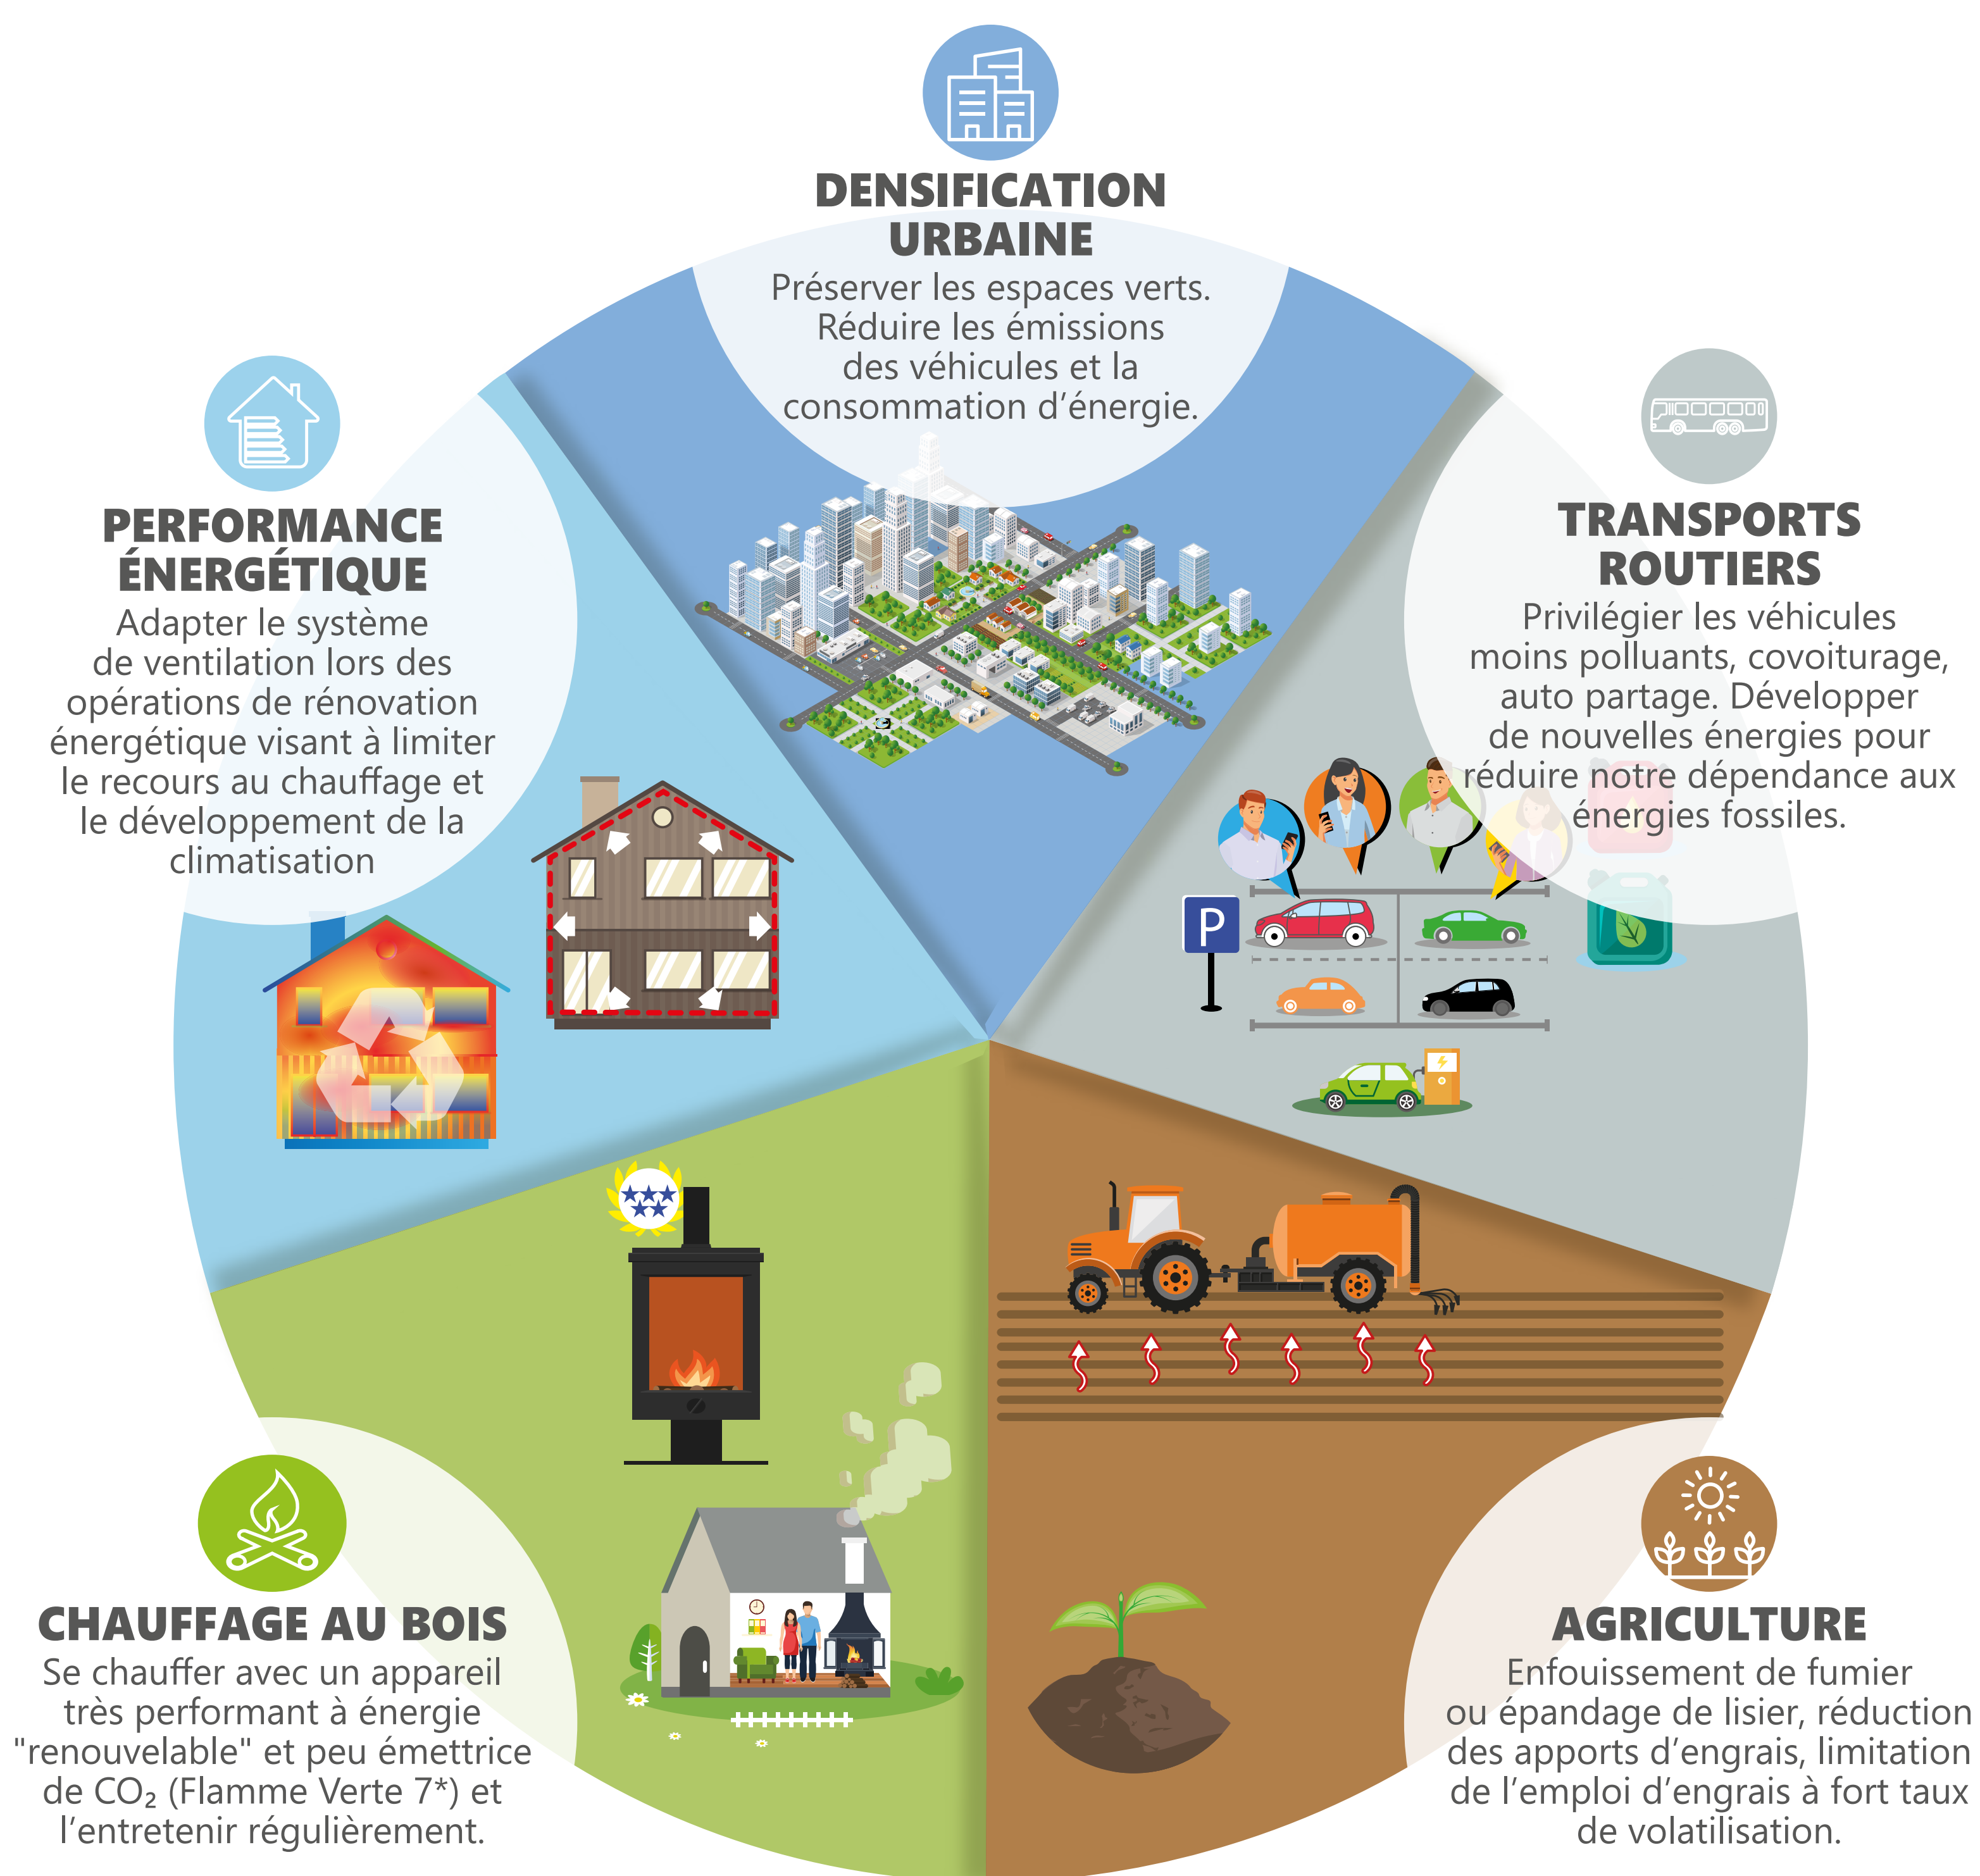 DENSIFICATION
URBAINE
Préserver les espaces verts.
Réduire les émissions
des véhicules et la
consommation d’énergie.
PERFORMANCE
ÉNERGÉTIQUE
Adapter le système
de ventilation lors des
opérations de rénovation
énergétique visant à limiter
le recours au chauffage et
le développement de la
climatisation
TRANSPORTS
ROUTIERS
Privilégier les véhicules
moins polluants, covoiturage,
auto partage. Développer
de nouvelles énergies pour
réduire notre dépendance aux
énergies fossiles.
P
CHAUFFAGE AU BOIS
Se chauffer avec un appareil
très performant à énergie
"renouvelable" et peu émettrice
de CO₂ (Flamme Verte 7*) et
l’entretenir régulièrement.
AGRICULTURE
Enfouissement de fumier
ou épandage de lisier, réduction
des apports d’engrais, limitation
de l’emploi d’engrais à fort taux
de volatilisation.